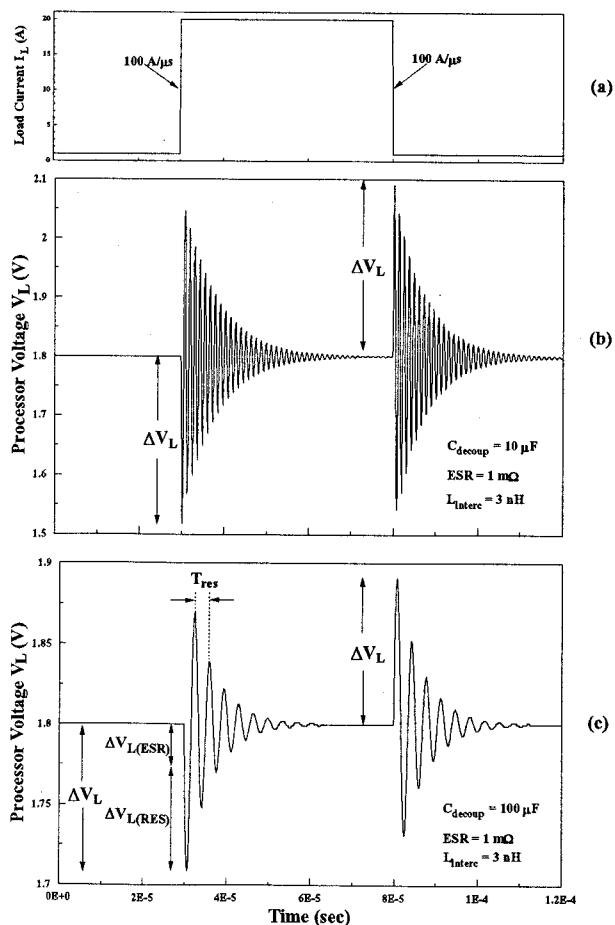 Load Current I_L (A)
20
15
10
5
0
100 A/μs
100 A/μs
(a)
Processor Voltage V_L (V)
2.1
2
1.9
1.8
1.7
1.6
1.5
ΔV_L
ΔV_L
C_decoup = 10 μF
ESR = 1 mΩ
L_Interc = 3 nH
(b)
Processor Voltage V_L (V)
1.9
1.85
1.8
1.75
1.7
T_res
ΔV_L
ΔV_L(ESR)
ΔV_L
ΔV_L(RES)
C_decoup = 100 μF
ESR = 1 mΩ
L_Interc = 3 nH
(c)
0E+0 2E-5 4E-5 6E-5 8E-5 1E-4 1.2E-4
Time (sec)